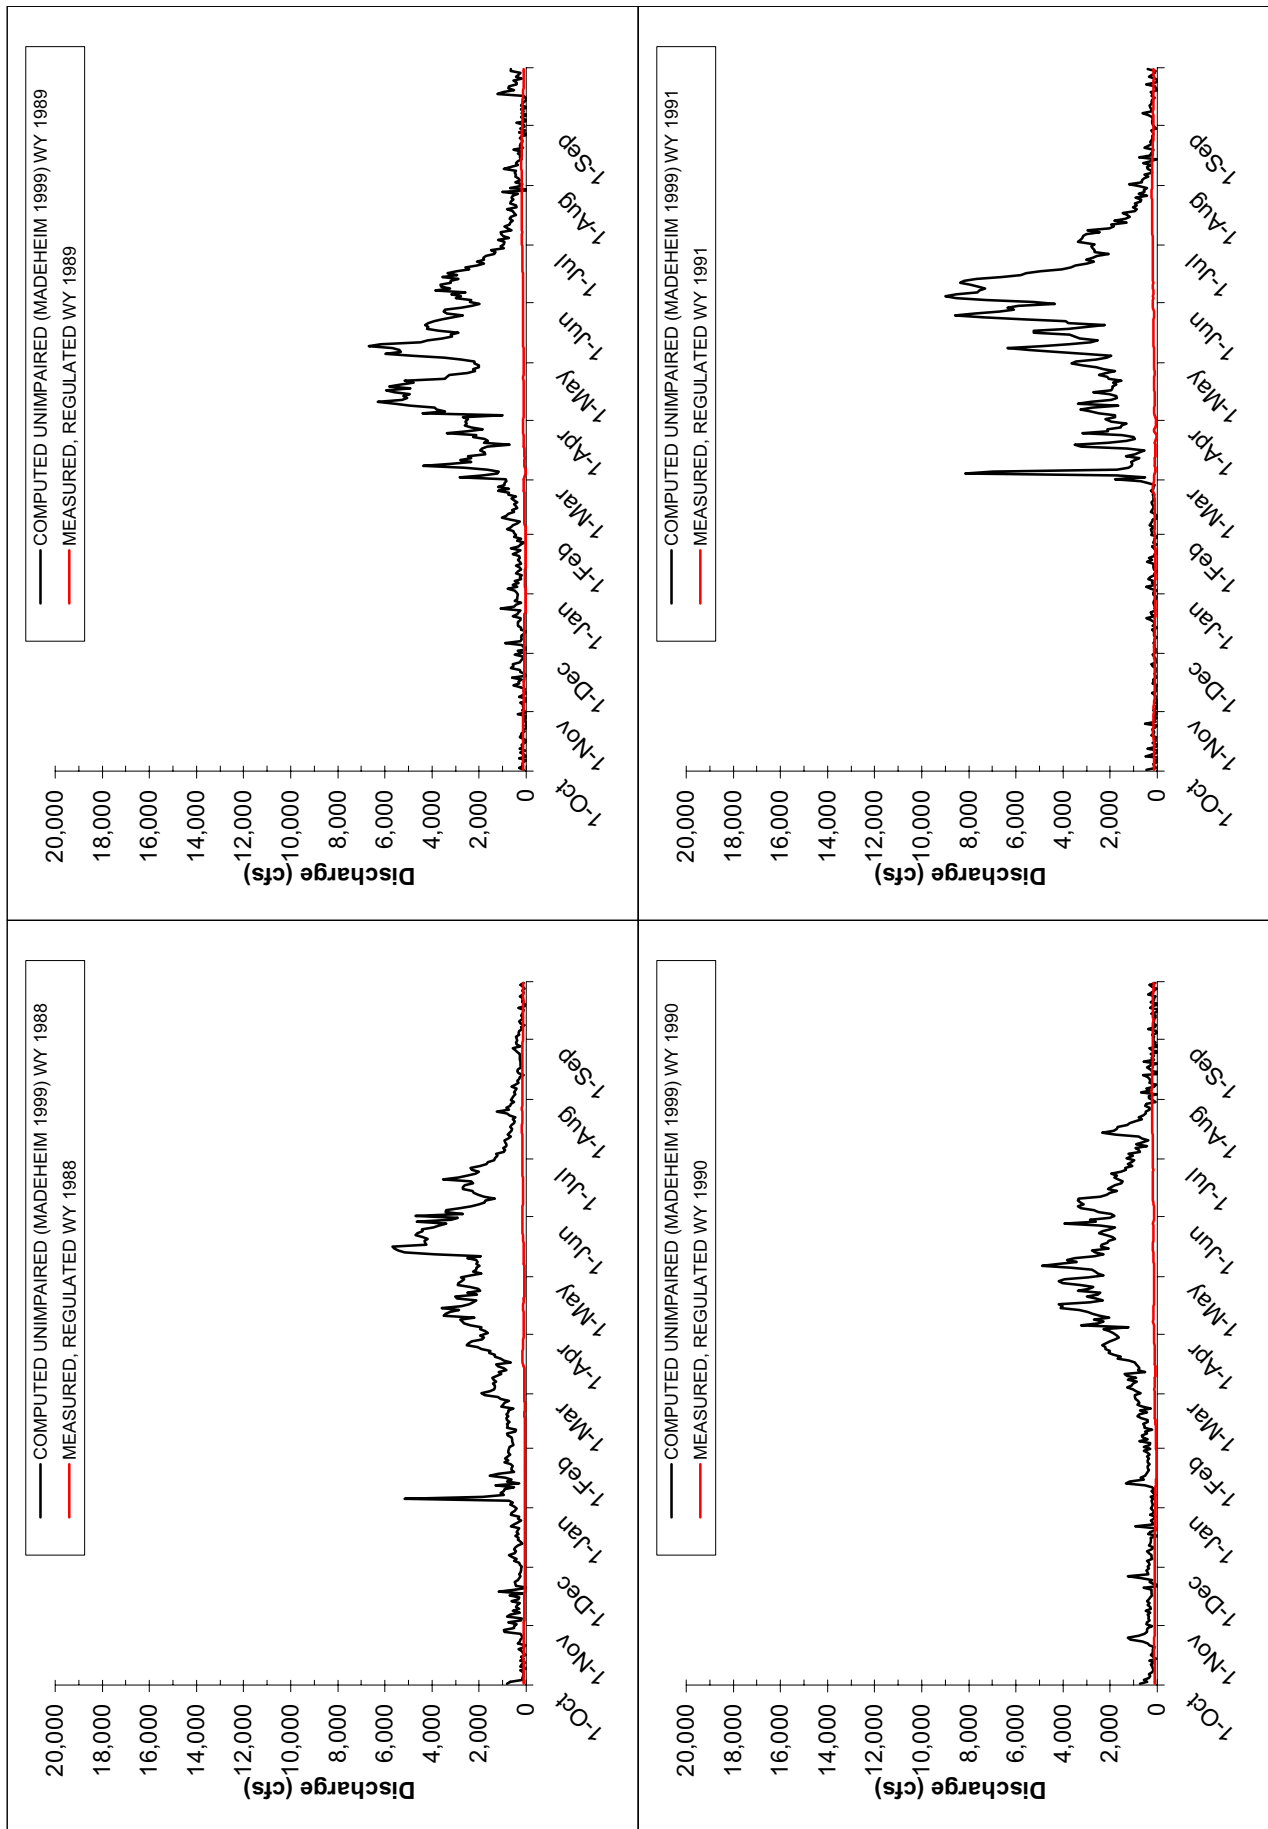 COMPUTED UNIMPAIRED (MADEHEIM 1999) WY 1988
MEASURED, REGULATED WY 1988
Discharge (cfs)
20,000
18,000
16,000
14,000
12,000
10,000
8,000
6,000
4,000
2,000
0
1-Oct
1-Nov
1-Dec
1-Jan
1-Feb
1-Mar
1-Apr
1-May
1-Jun
1-Jul
1-Aug
1-Sep
COMPUTED UNIMPAIRED (MADEHEIM 1999) WY 1989
MEASURED, REGULATED WY 1989
Discharge (cfs)
20,000
18,000
16,000
14,000
12,000
10,000
8,000
6,000
4,000
2,000
0
1-Oct
1-Nov
1-Dec
1-Jan
1-Feb
1-Mar
1-Apr
1-May
1-Jun
1-Jul
1-Aug
1-Sep
COMPUTED UNIMPAIRED (MADEHEIM 1999) WY 1990
MEASURED, REGULATED WY 1990
Discharge (cfs)
20,000
18,000
16,000
14,000
12,000
10,000
8,000
6,000
4,000
2,000
0
1-Oct
1-Nov
1-Dec
1-Jan
1-Feb
1-Mar
1-Apr
1-May
1-Jun
1-Jul
1-Aug
1-Sep
COMPUTED UNIMPAIRED (MADEHEIM 1999) WY 1991
MEASURED, REGULATED WY 1991
Discharge (cfs)
20,000
18,000
16,000
14,000
12,000
10,000
8,000
6,000
4,000
2,000
0
1-Oct
1-Nov
1-Dec
1-Jan
1-Feb
1-Mar
1-Apr
1-May
1-Jun
1-Jul
1-Aug
1-Sep